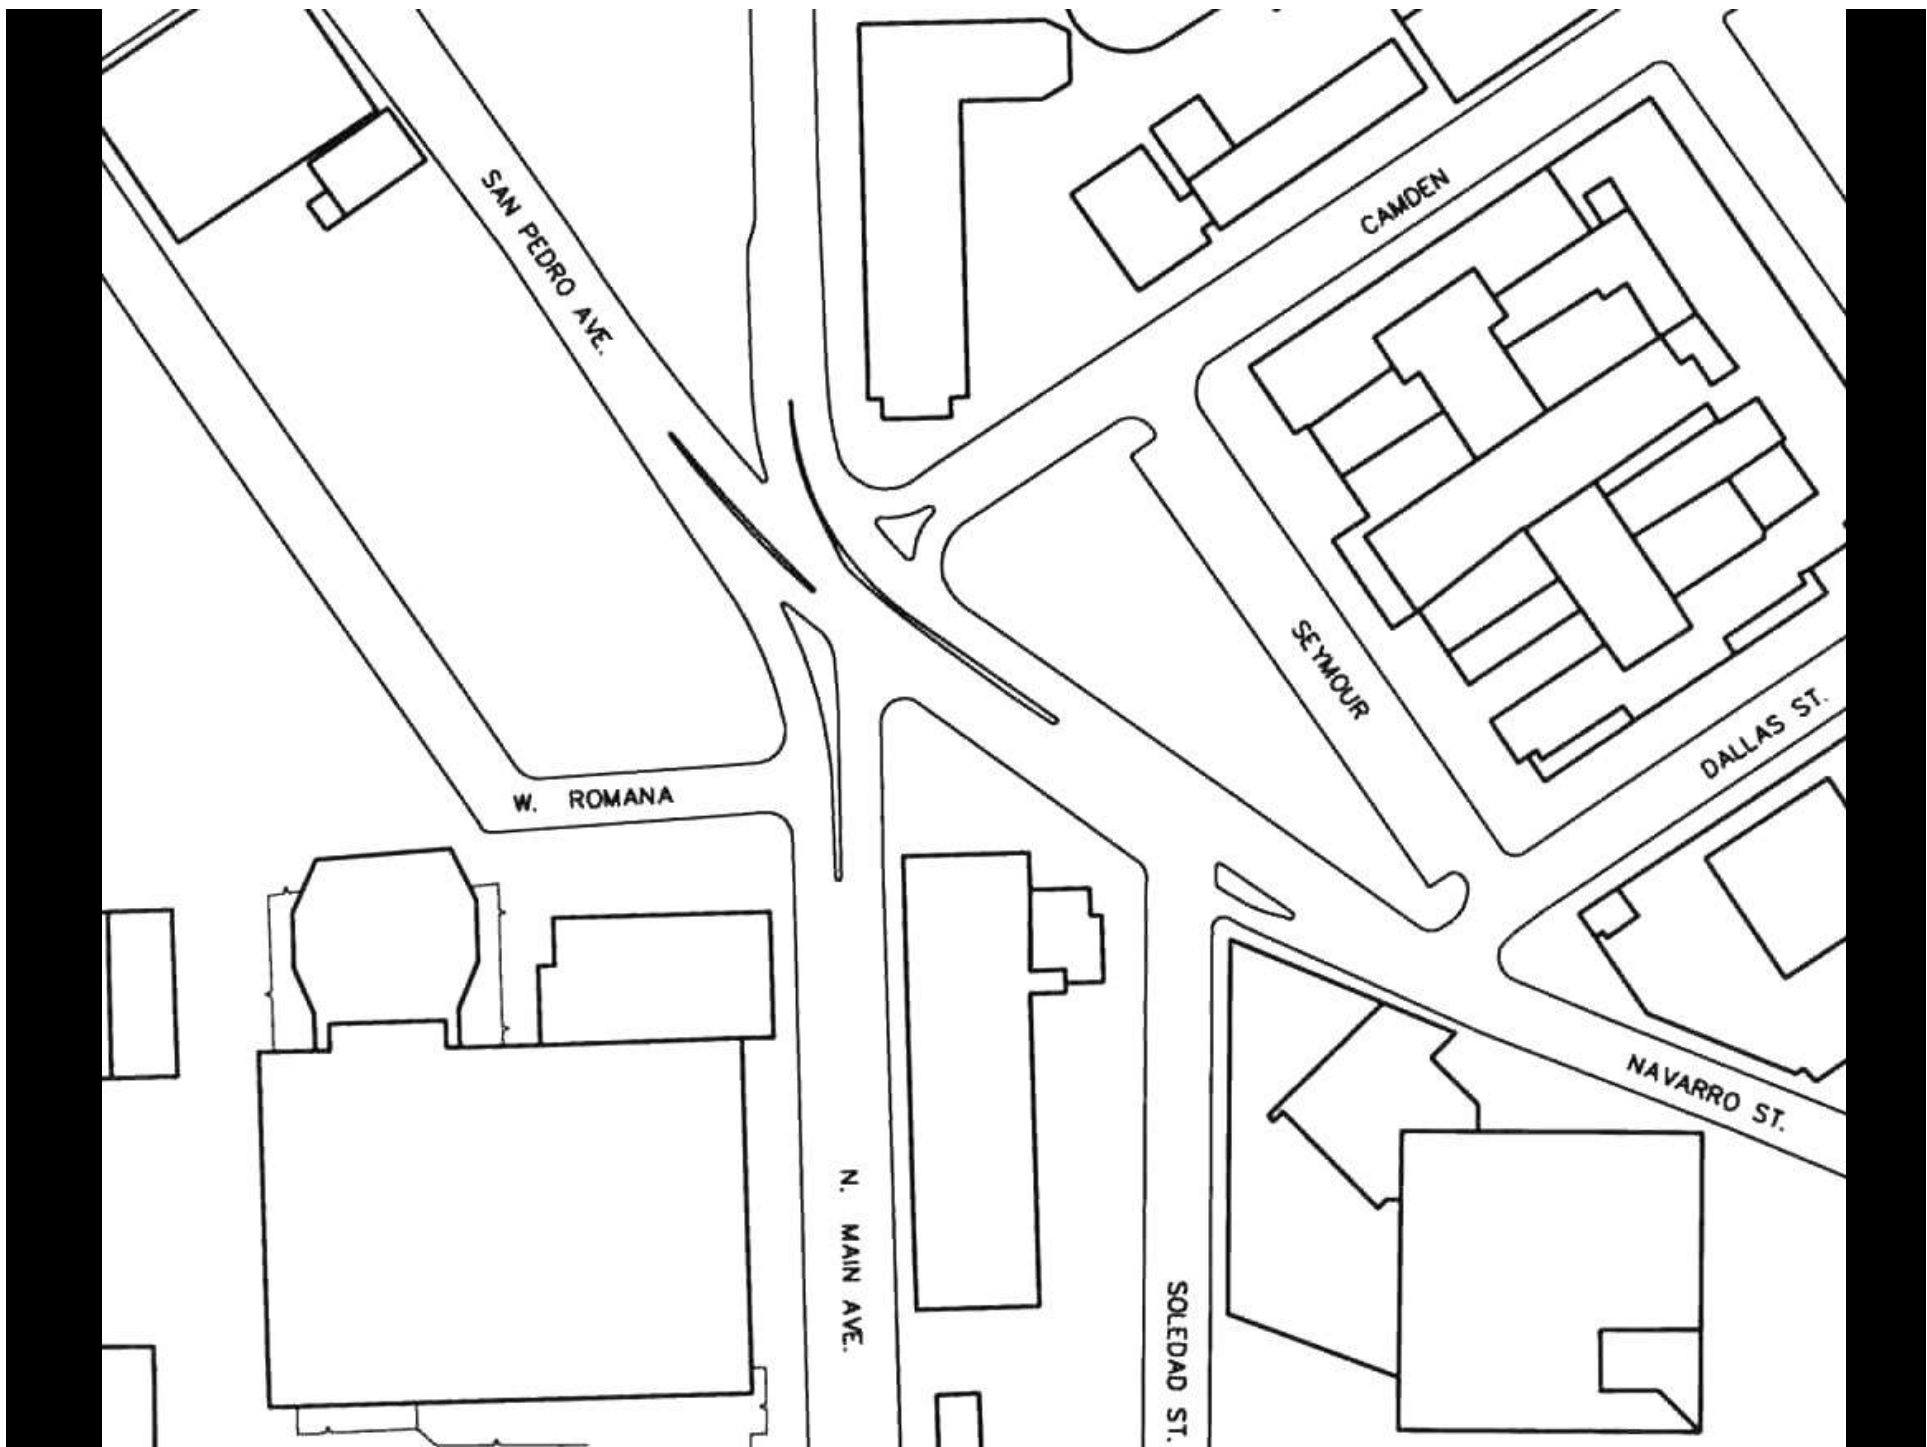 SAN PEDRO AVE.
CAMDEN
SEYMOUR
DALLAS ST.
W. ROMANA
NAVARRO ST.
N. MAIN AVE.
SOLEDAD ST.